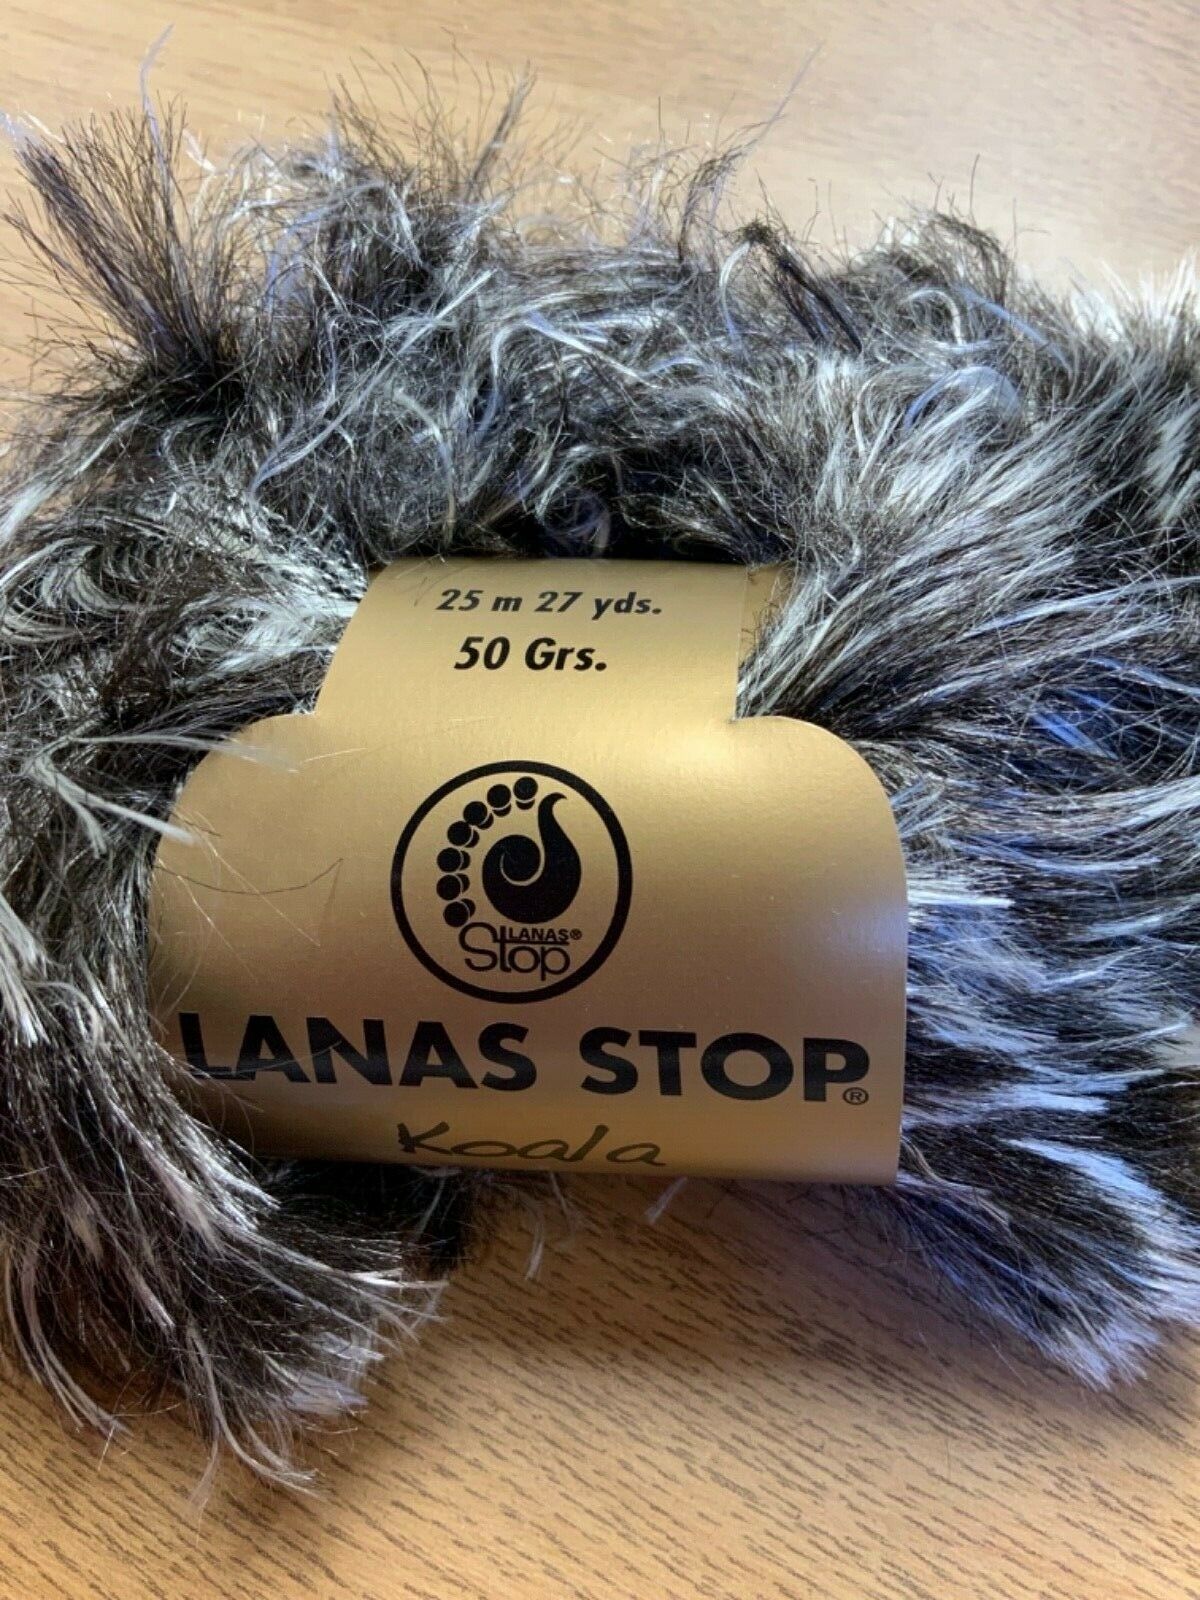 25 m 27 yds.
50 Grs.
LANAS®
Stop
LANAS STOP®
Koala